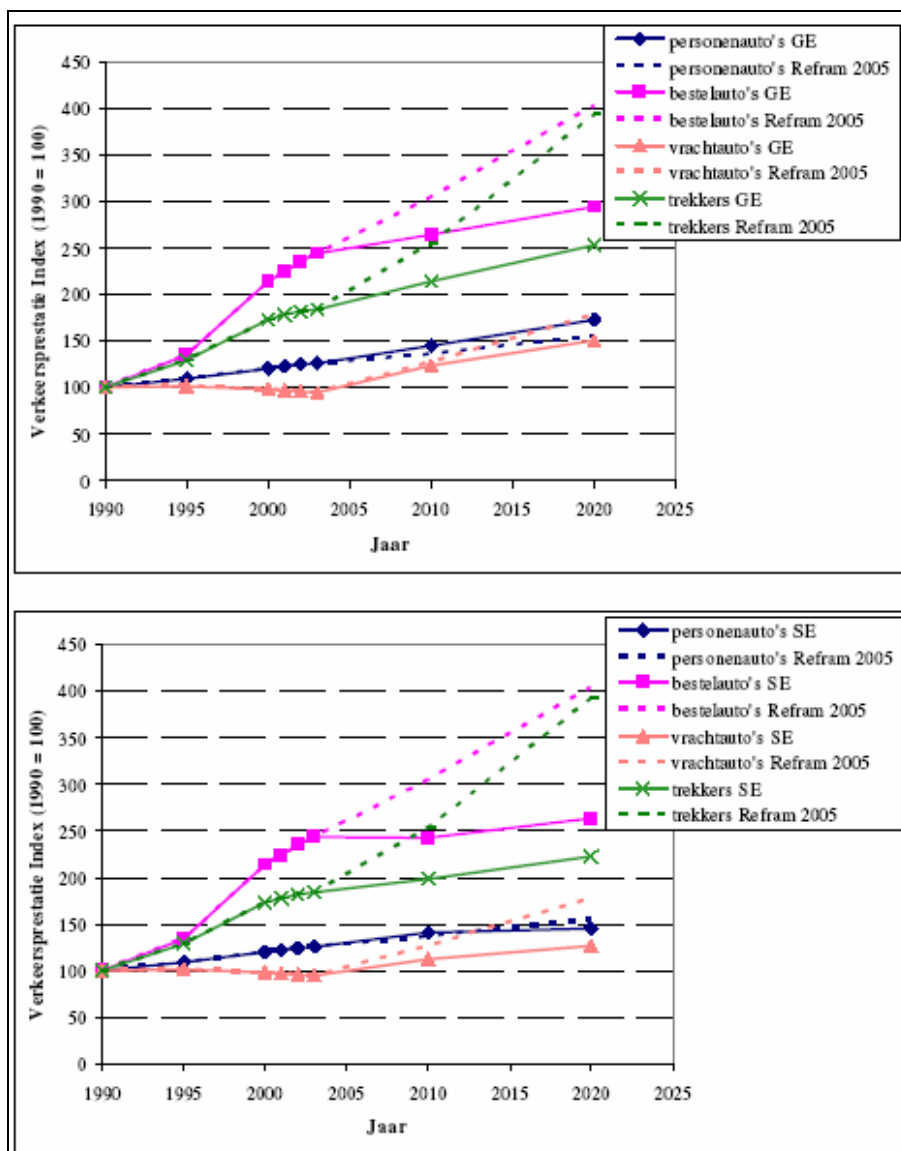 personenauto's GE
personenauto's Refram 2005
bestelauto's GE
bestelauto's Refram 2005
vrachtauto's GE
vrachtauto's Refram 2005
trekkers GE
trekkers Refram 2005
Verkeersprestatie Index (1990 = 100)
450
400
350
300
250
200
150
100
50
0
1990 1995 2000 2005 2010 2015 2020 2025
Jaar
personenauto's SE
personenauto's Refram 2005
bestelauto's SE
bestelauto's Refram 2005
vrachtauto's SE
vrachtauto's Refram 2005
trekkers SE
trekkers Refram 2005
Verkeersprestatie Index (1990 = 100)
450
400
350
300
250
200
150
100
50
0
1990 1995 2000 2005 2010 2015 2020 2025
Jaar